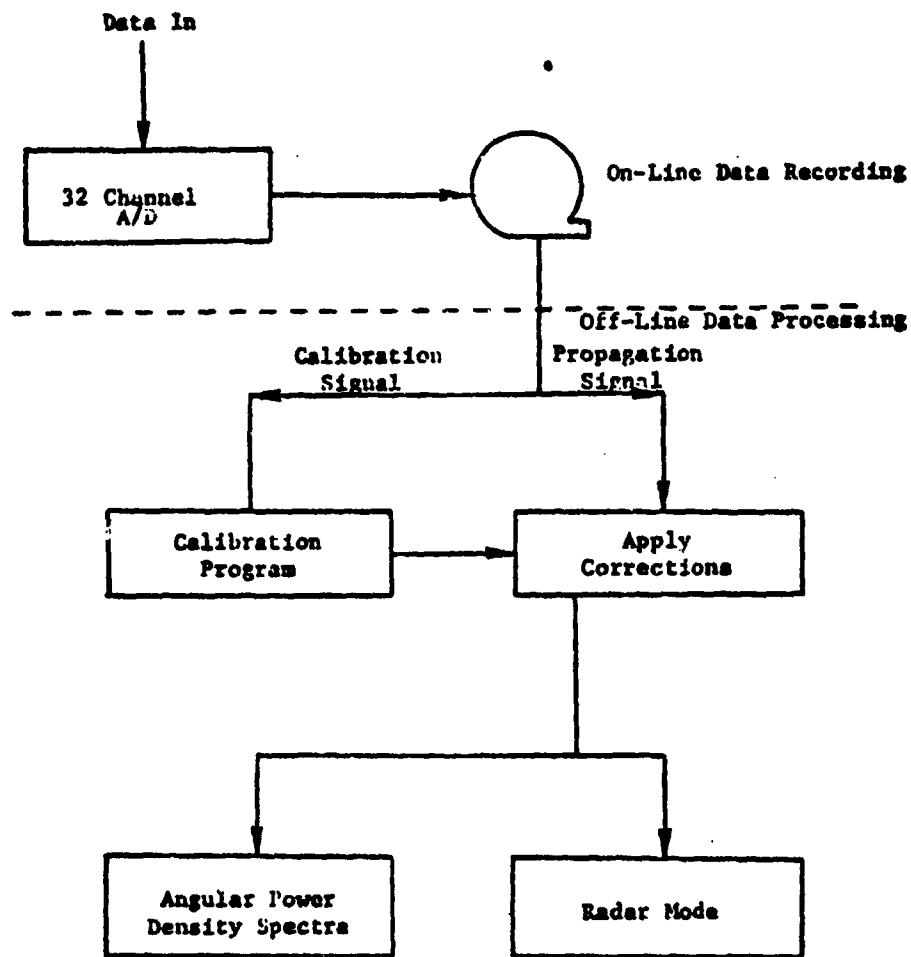 Data In
32 Channel
A/D
On-Line Data Recording
Off-Line Data Processing
Calibration
Signal
Propagation
Signal
Calibration
Program
Apply
Corrections
Angular Power
Density Spectra
Radar Mode